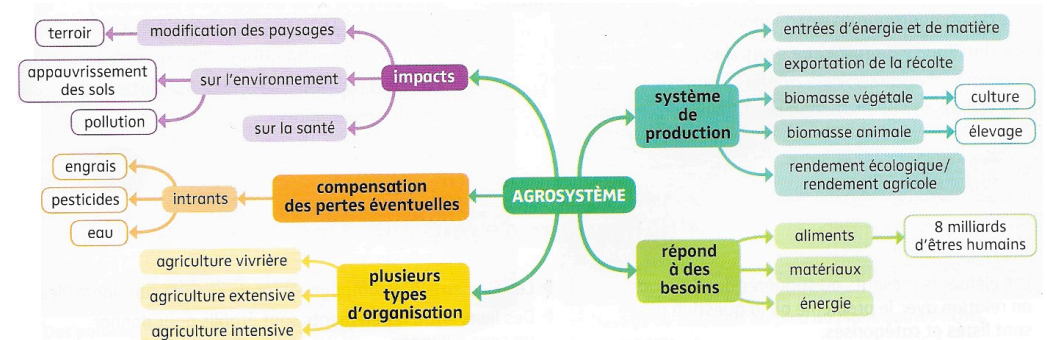 terroir
modification des paysages
appauvrissement
des sols
sur l'environnement
impacts
pollution
sur la santé
engrais
pesticides
intrants
compensation
des pertes éventuelles
eau
agriculture vivrière
agriculture extensive
agriculture intensive
plusieurs
types
d'organisation
AGROSYSTÈME
système
de
production
entrées d'énergie et de matière
exportation de la récolte
biomasse végétale
culture
biomasse animale
élevage
rendement écologique/
rendement agricole
répond
à des
besoins
aliments
8 milliards
d'êtres humains
matériaux
énergie